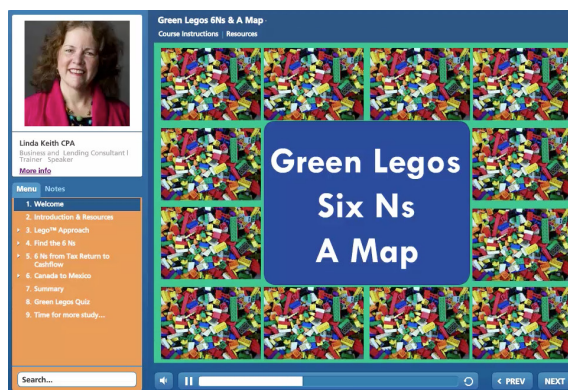 Green Legos 6Ns & A Map
Course Instructions | Resources
Linda Keith CPA
Business and Lending Consultant I
Trainer Speaker
More info
Menu Notes
1. Welcome
2. Introduction & Resources
3. Lego™ Approach
4. Find the 6 Ns
5. 6 Ns from Tax Return to
Cashflow
6. Canada to Mexico
7. Summary
8. Green Legos Quiz
9. Time for more study...
Search...
Green Legos
Six Ns
A Map
< PREV
NEXT